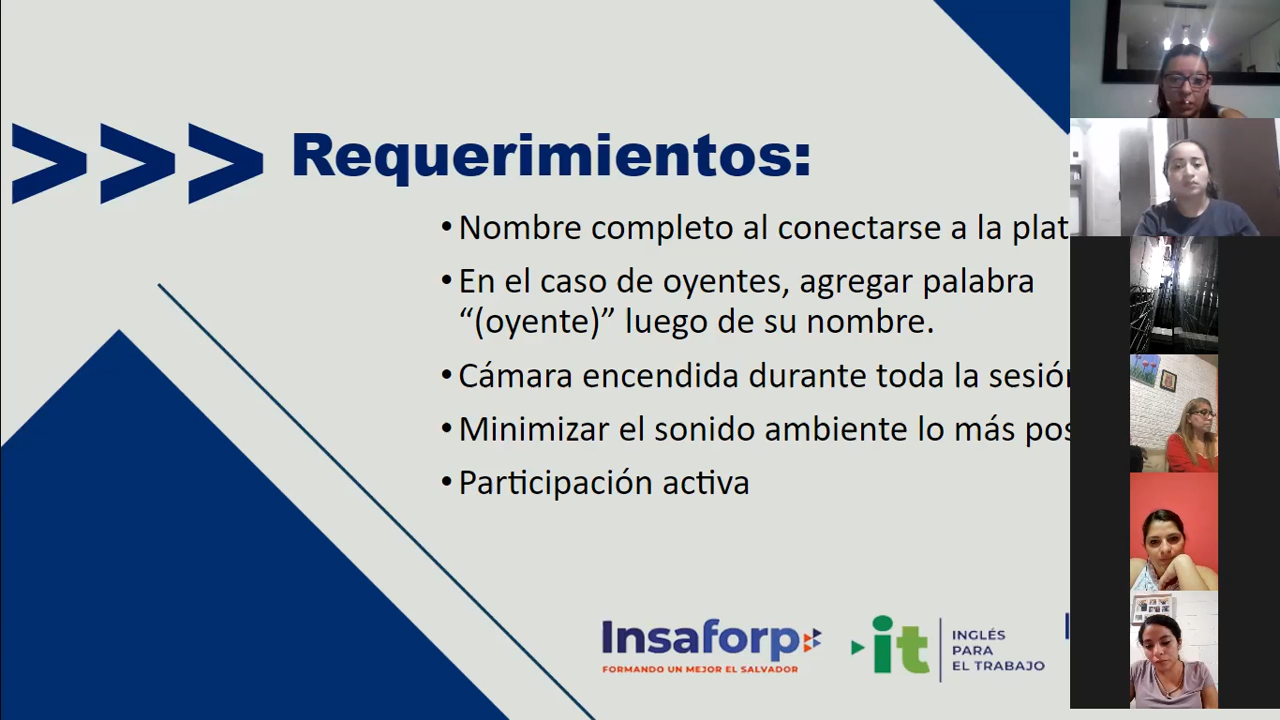 >>> Requerimientos:
• Nombre completo al conectarse a la plat
• En el caso de oyentes, agregar palabra
“(oyente)” luego de su nombre.
• Cámara encendida durante toda la sesión
• Minimizar el sonido ambiente lo más pos
• Participación activa
Insaforp
FORMANDO UN MEJOR EL SALVADOR
it
INGLÉS
PARA
EL TRABAJO